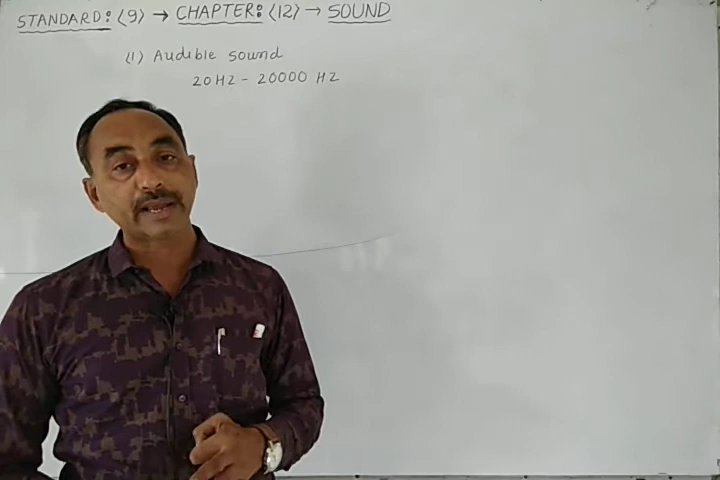 STANDARD: <9> → CHAPTER: <12> → SOUND
(1) Audible sound
20HZ - 20000 HZ